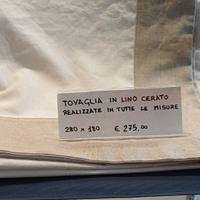 TOVAGLIA IN LINO CERATO
REALIZZATE IN TUTTE LE MISURE
280 x 180 € 275,00